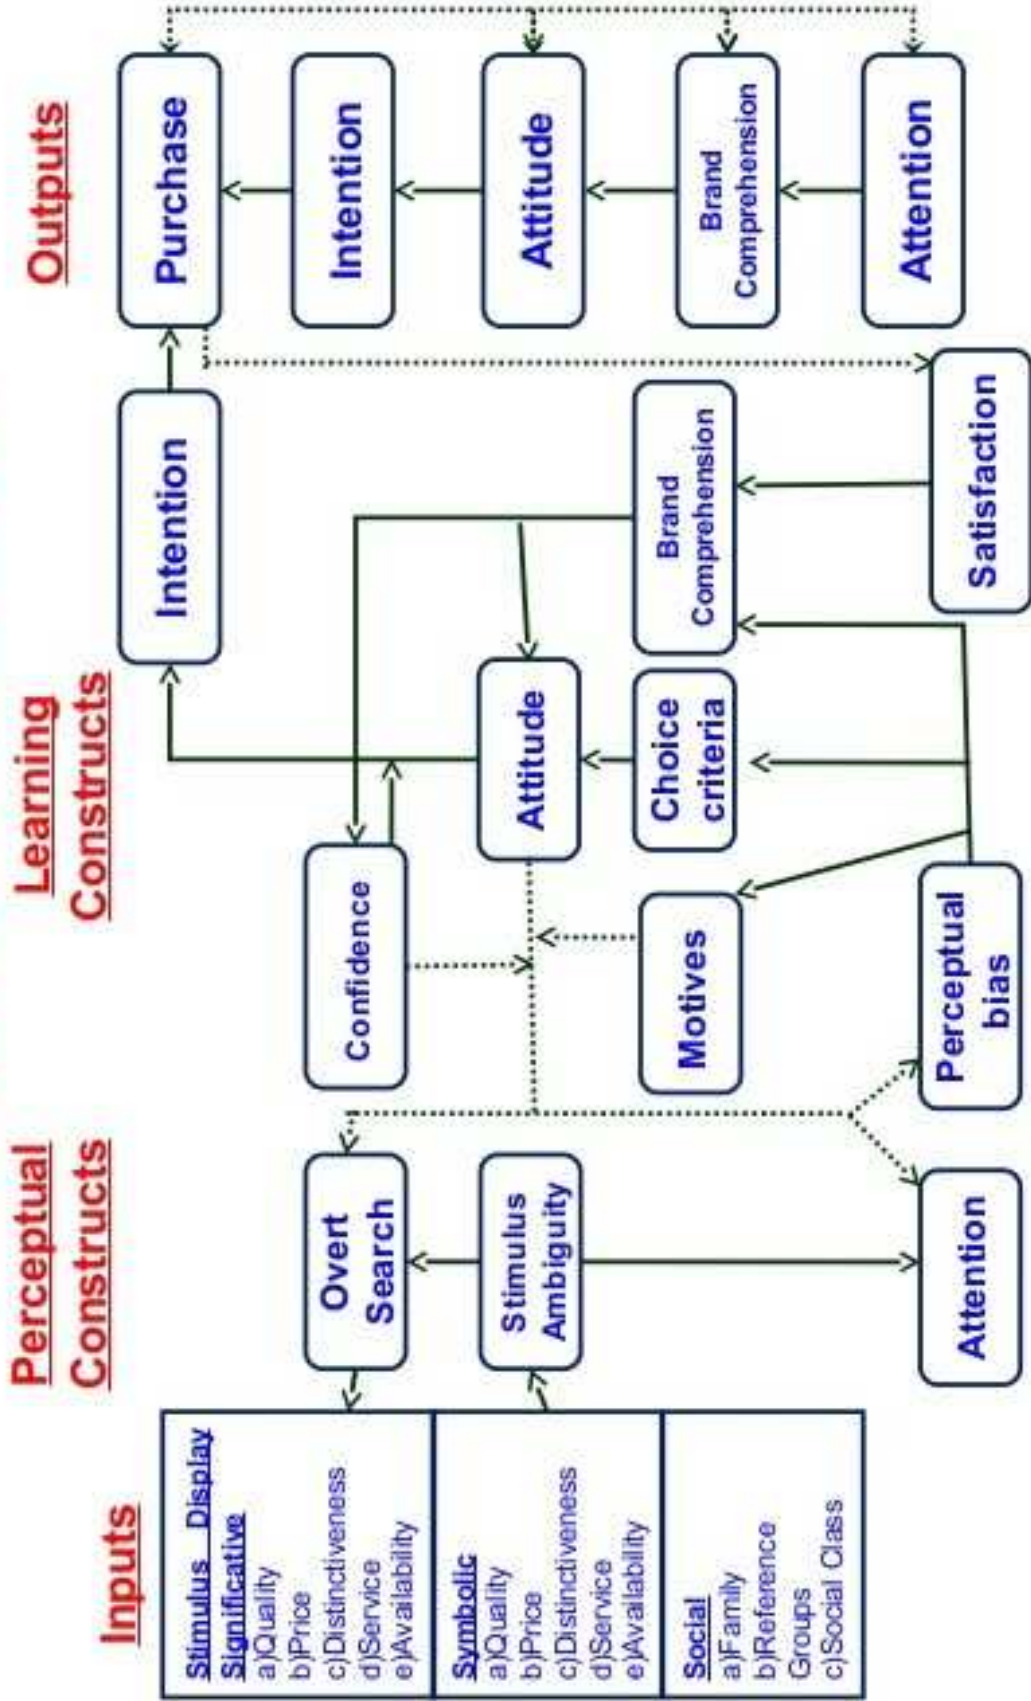 Inputs
Perceptual
Constructs
Learning
Constructs
Outputs
Stimulus Display
Significative
a)Quality
b)Price
c)Distinctiveness
d)Service
e)Availability
Symbolic
a)Quality
b)Price
c)Distinctiveness
d)Service
e)Availability
Social
a)Family
b)Reference
Groups
c)Social Class
Overt
Search
Stimulus
Ambiguity
Attention
Confidence
Motives
Perceptual
bias
Attitude
Choice
criteria
Intention
Brand
Comprehension
Satisfaction
Purchase
Intention
Attitude
Brand
Comprehension
Attention